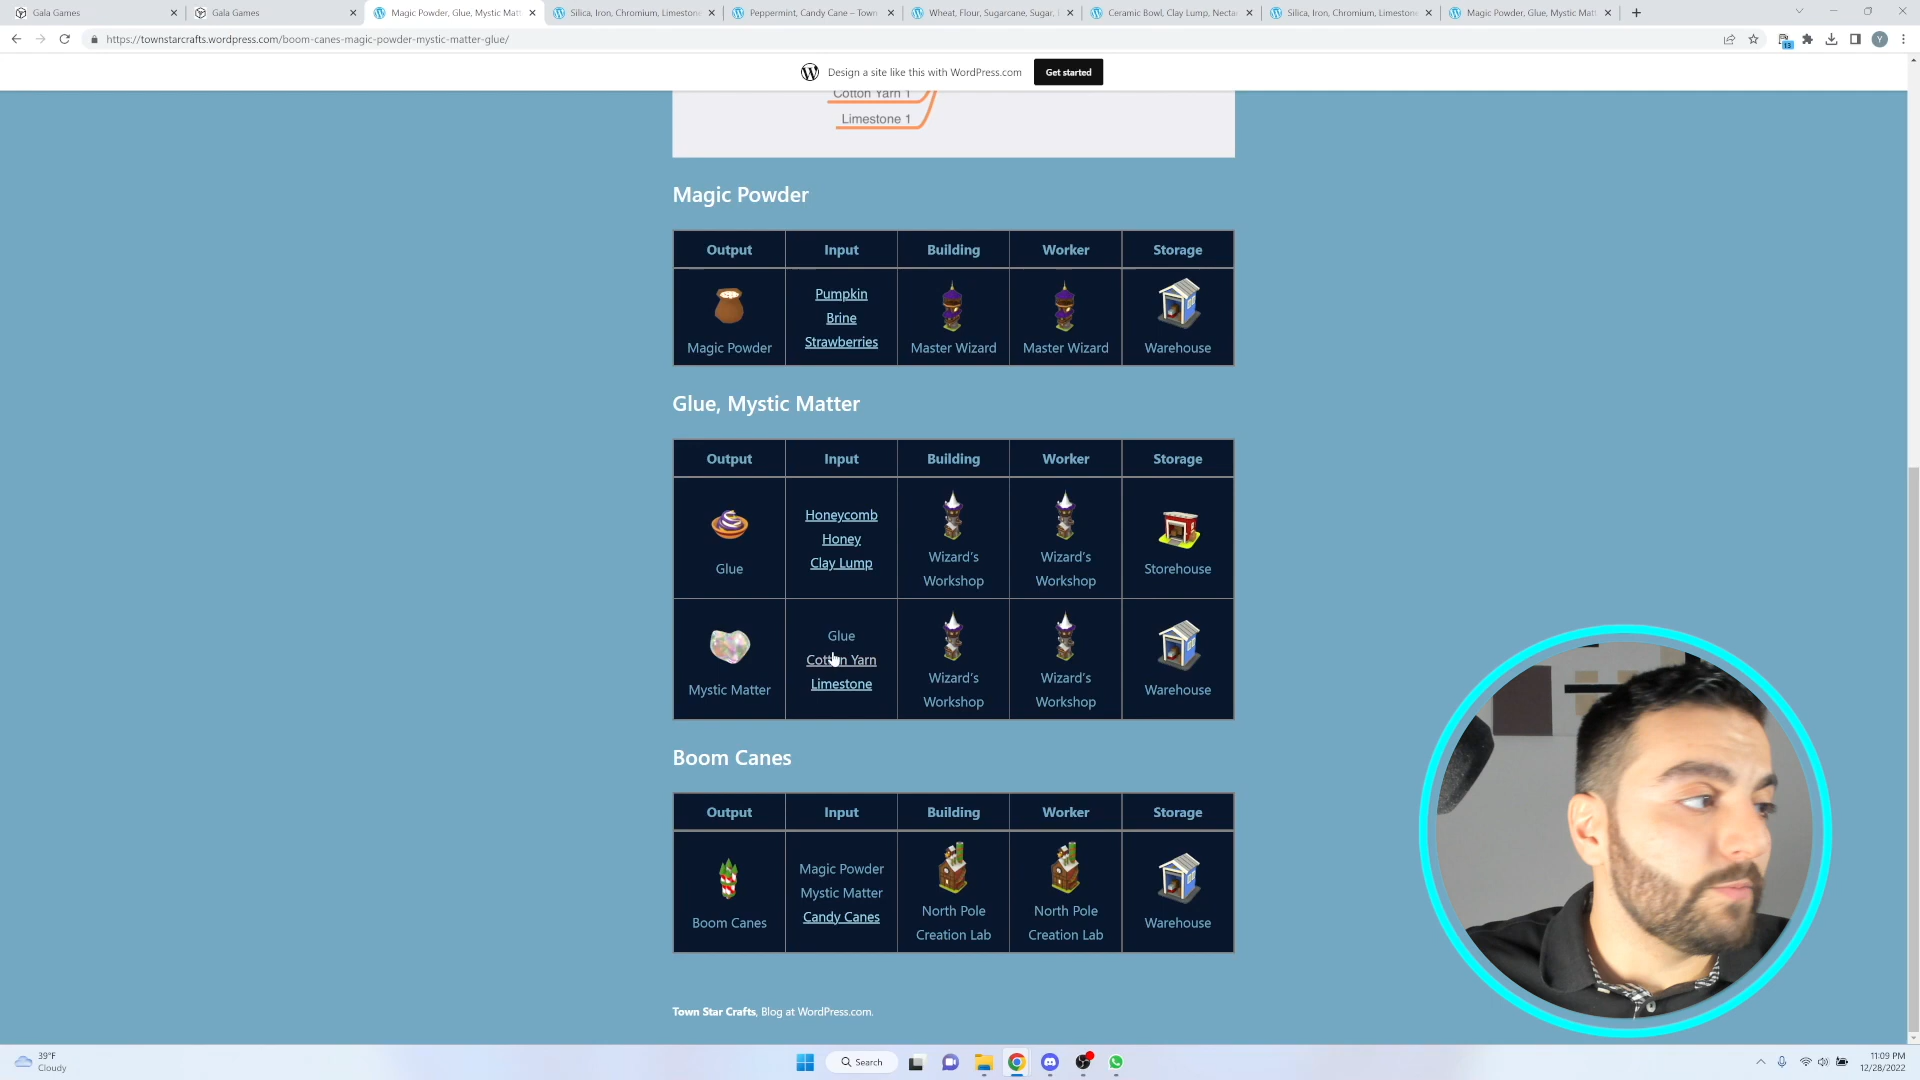 Gala Games
Gala Games
Magic Powder, Glue, Mystic Matt
Silica, Iron, Chromium, Limestone
Peppermint, Candy Cane – Town
Wheat, Flour, Sugarcane, Sugar,
Ceramic Bowl, Clay Lump, Necta
Silica, Iron, Chromium, Limestone
Magic Powder, Glue, Mystic Matt
https://townstarcrafts.wordpress.com/boom-canes-magic-powder-mystic-matter-glue/
13
Y
Design a site like this with WordPress.com
Get started
Cotton Yarn 1
Limestone 1
Magic Powder
Output Input Building Worker Storage
Pumpkin
Brine
Strawberries
Magic Powder
Master Wizard
Master Wizard
Warehouse
Glue, Mystic Matter
Output Input Building Worker Storage
Honeycomb
Honey
Clay Lump
Glue
Wizard's
Workshop
Wizard's
Workshop
Storehouse
Glue
Cotton Yarn
Limestone
Mystic Matter
Wizard's
Workshop
Wizard's
Workshop
Warehouse
Boom Canes
Output Input Building Worker Storage
Magic Powder
Mystic Matter
Candy Canes
Boom Canes
North Pole
Creation Lab
North Pole
Creation Lab
Warehouse
Town Star Crafts, Blog at WordPress.com.
39°F
Cloudy
Search
11:09 PM
12/28/2022